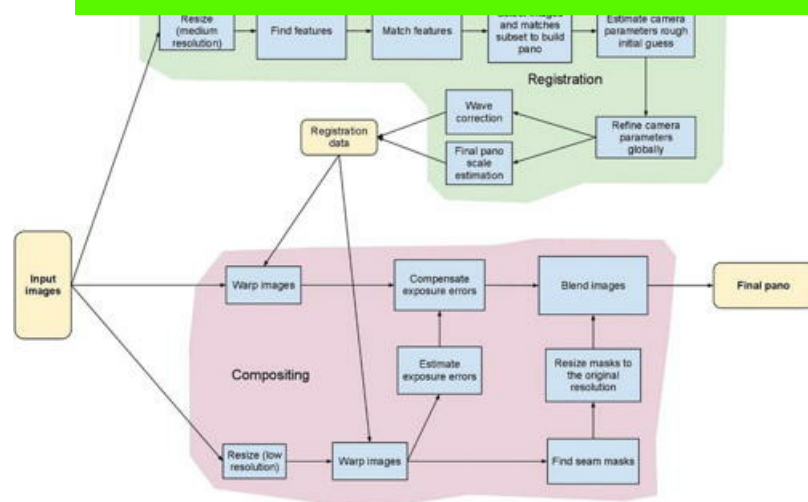 Resize
(medium
resolution)
Find features
Match features
and matches
subset to build
pano
Estimate camera
parameters rough
initial guess
Registration
Wave
correction
Registration
data
Refine camera
parameters
globally
Final pano
scale
estimation
Input
images
Warp images
Compensate
exposure errors
Blend images
Final pano
Compositing
Estimate
exposure errors
Resize masks to
the original
resolution
Resize (low
resolution)
Warp images
Find seam masks